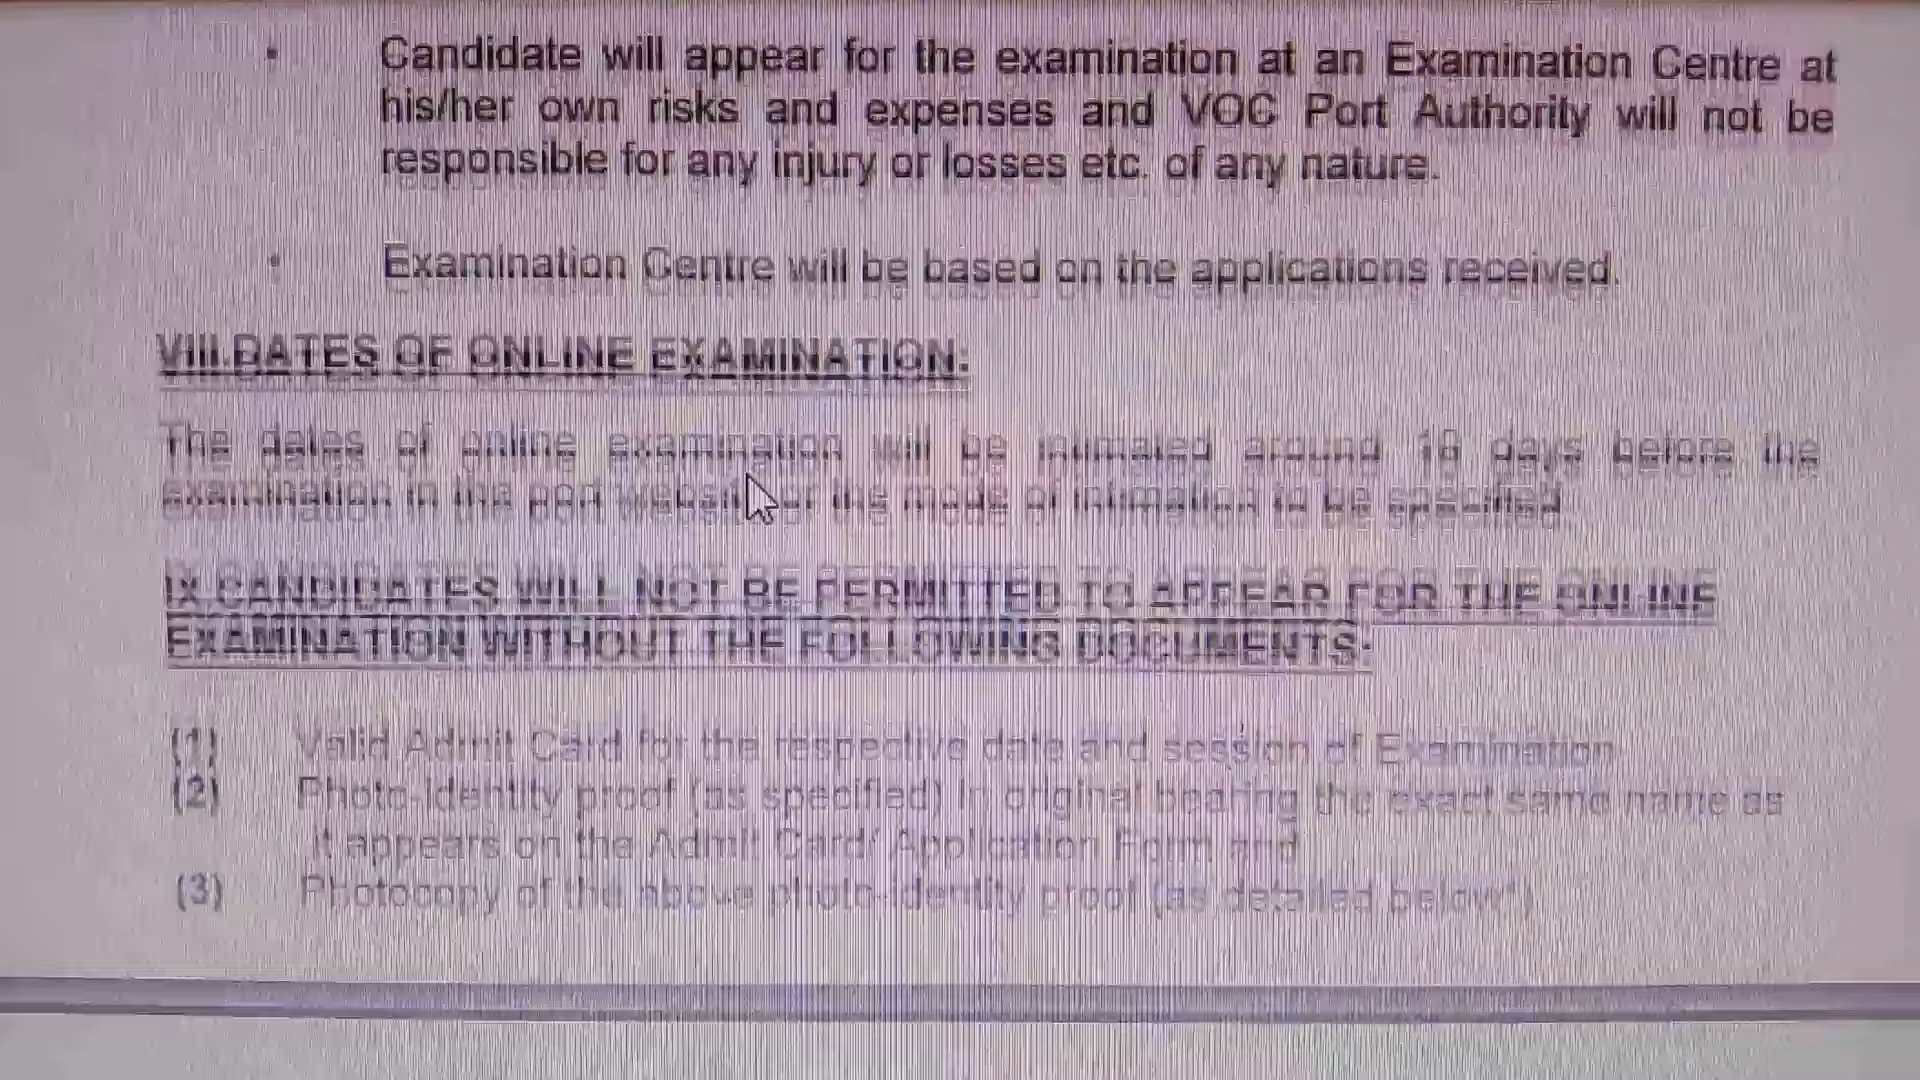 • Candidate will appear for the examination at an Examination Centre at
his/her own risks and expenses and VOC Port Authority will not be
responsible for any injury or losses etc. of any nature.
• Examination Centre will be based on the applications received.
VIII.DATES OF ONLINE EXAMINATION:
The dates of online examination will be intimated around days before the
examination in the port or the mode of intimation to be specified
IX CANDIDATES WILL NOT BE PERMITTED TO APPEAR FOR THE ONLINE
EXAMINATION WITHOUT THE FOLLOWING DOCUMENTS:
(1) Valid Admit Card for the respective date and session of Examination
(2) Photo-identity proof (as specified) in original bearing the exact same name as
it appears on the Admit Card/ Application Form and
(3) Photocopy of the above photo-identity proof (as detailed below*)